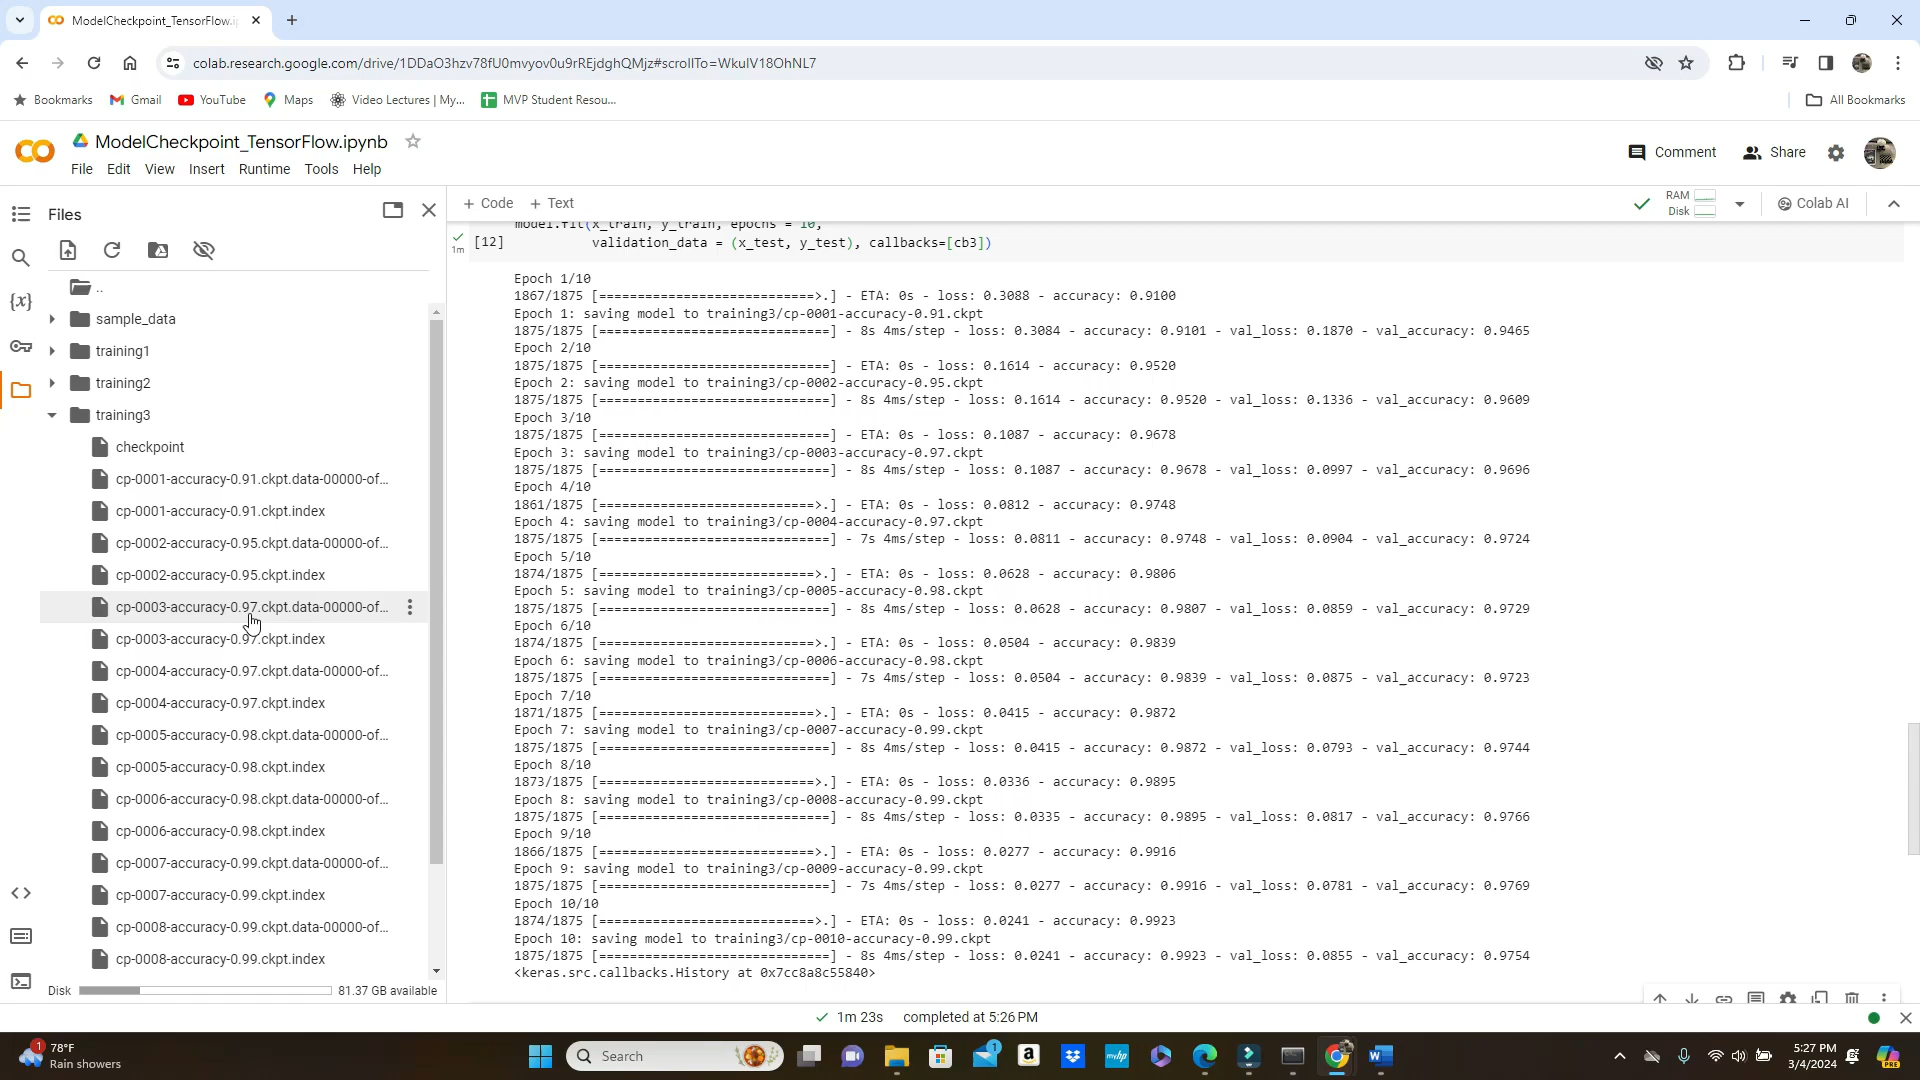 ModelCheckpoint_TensorFlow.ip
colab.research.google.com/drive/1DDaO3hzv78fU0mvyov0u9rREjdghQMjz#scrollTo=WkuIV18OhNL7
Bookmarks Gmail YouTube Maps Video Lectures | My... MVP Student Resou... All Bookmarks
ModelCheckpoint_TensorFlow.ipynb
Comment Share
File Edit View Insert Runtime Tools Help
Files
+ Code + Text
RAM
Disk
Colab AI
..
sample_data
training1
training2
training3
checkpoint
cp-0001-accuracy-0.91.ckpt.data-00000-of...
cp-0001-accuracy-0.91.ckpt.index
cp-0002-accuracy-0.95.ckpt.data-00000-of...
cp-0002-accuracy-0.95.ckpt.index
cp-0003-accuracy-0.97.ckpt.data-00000-of...
cp-0003-accuracy-0.97.ckpt.index
cp-0004-accuracy-0.97.ckpt.data-00000-of...
cp-0004-accuracy-0.97.ckpt.index
cp-0005-accuracy-0.98.ckpt.data-00000-of...
cp-0005-accuracy-0.98.ckpt.index
cp-0006-accuracy-0.98.ckpt.data-00000-of...
cp-0006-accuracy-0.98.ckpt.index
cp-0007-accuracy-0.99.ckpt.data-00000-of...
cp-0007-accuracy-0.99.ckpt.index
cp-0008-accuracy-0.99.ckpt.data-00000-of...
cp-0008-accuracy-0.99.ckpt.index
Disk 81.37 GB available
model.fit(x_train, y_train, epochs = 10,
1m [12] validation_data = (x_test, y_test), callbacks=[cb3])
Epoch 1/10
1867/1875 [============================>.] - ETA: 0s - loss: 0.3088 - accuracy: 0.9100
Epoch 1: saving model to training3/cp-0001-accuracy-0.91.ckpt
1875/1875 [==============================] - 8s 4ms/step - loss: 0.3084 - accuracy: 0.9101 - val_loss: 0.1870 - val_accuracy: 0.9465
Epoch 2/10
1875/1875 [==============================] - ETA: 0s - loss: 0.1614 - accuracy: 0.9520
Epoch 2: saving model to training3/cp-0002-accuracy-0.95.ckpt
1875/1875 [==============================] - 8s 4ms/step - loss: 0.1614 - accuracy: 0.9520 - val_loss: 0.1336 - val_accuracy: 0.9609
Epoch 3/10
1875/1875 [==============================] - ETA: 0s - loss: 0.1087 - accuracy: 0.9678
Epoch 3: saving model to training3/cp-0003-accuracy-0.97.ckpt
1875/1875 [==============================] - 8s 4ms/step - loss: 0.1087 - accuracy: 0.9678 - val_loss: 0.0997 - val_accuracy: 0.9696
Epoch 4/10
1861/1875 [============================>.] - ETA: 0s - loss: 0.0812 - accuracy: 0.9748
Epoch 4: saving model to training3/cp-0004-accuracy-0.97.ckpt
1875/1875 [==============================] - 7s 4ms/step - loss: 0.0811 - accuracy: 0.9748 - val_loss: 0.0904 - val_accuracy: 0.9724
Epoch 5/10
1874/1875 [============================>.] - ETA: 0s - loss: 0.0628 - accuracy: 0.9806
Epoch 5: saving model to training3/cp-0005-accuracy-0.98.ckpt
1875/1875 [==============================] - 8s 4ms/step - loss: 0.0628 - accuracy: 0.9807 - val_loss: 0.0859 - val_accuracy: 0.9729
Epoch 6/10
1874/1875 [============================>.] - ETA: 0s - loss: 0.0504 - accuracy: 0.9839
Epoch 6: saving model to training3/cp-0006-accuracy-0.98.ckpt
1875/1875 [==============================] - 7s 4ms/step - loss: 0.0504 - accuracy: 0.9839 - val_loss: 0.0875 - val_accuracy: 0.9723
Epoch 7/10
1871/1875 [============================>.] - ETA: 0s - loss: 0.0415 - accuracy: 0.9872
Epoch 7: saving model to training3/cp-0007-accuracy-0.99.ckpt
1875/1875 [==============================] - 8s 4ms/step - loss: 0.0415 - accuracy: 0.9872 - val_loss: 0.0793 - val_accuracy: 0.9744
Epoch 8/10
1873/1875 [============================>.] - ETA: 0s - loss: 0.0336 - accuracy: 0.9895
Epoch 8: saving model to training3/cp-0008-accuracy-0.99.ckpt
1875/1875 [==============================] - 8s 4ms/step - loss: 0.0335 - accuracy: 0.9895 - val_loss: 0.0817 - val_accuracy: 0.9766
Epoch 9/10
1866/1875 [============================>.] - ETA: 0s - loss: 0.0277 - accuracy: 0.9916
Epoch 9: saving model to training3/cp-0009-accuracy-0.99.ckpt
1875/1875 [==============================] - 7s 4ms/step - loss: 0.0277 - accuracy: 0.9916 - val_loss: 0.0781 - val_accuracy: 0.9769
Epoch 10/10
1874/1875 [============================>.] - ETA: 0s - loss: 0.0241 - accuracy: 0.9923
Epoch 10: saving model to training3/cp-0010-accuracy-0.99.ckpt
1875/1875 [==============================] - 8s 4ms/step - loss: 0.0241 - accuracy: 0.9923 - val_loss: 0.0855 - val_accuracy: 0.9754
<keras.src.callbacks.History at 0x7cc8a8c55840>
1m 23s completed at 5:26 PM
1
78°F
Rain showers
Search
1
a
myhp
5:27 PM
3/4/2024
PRE